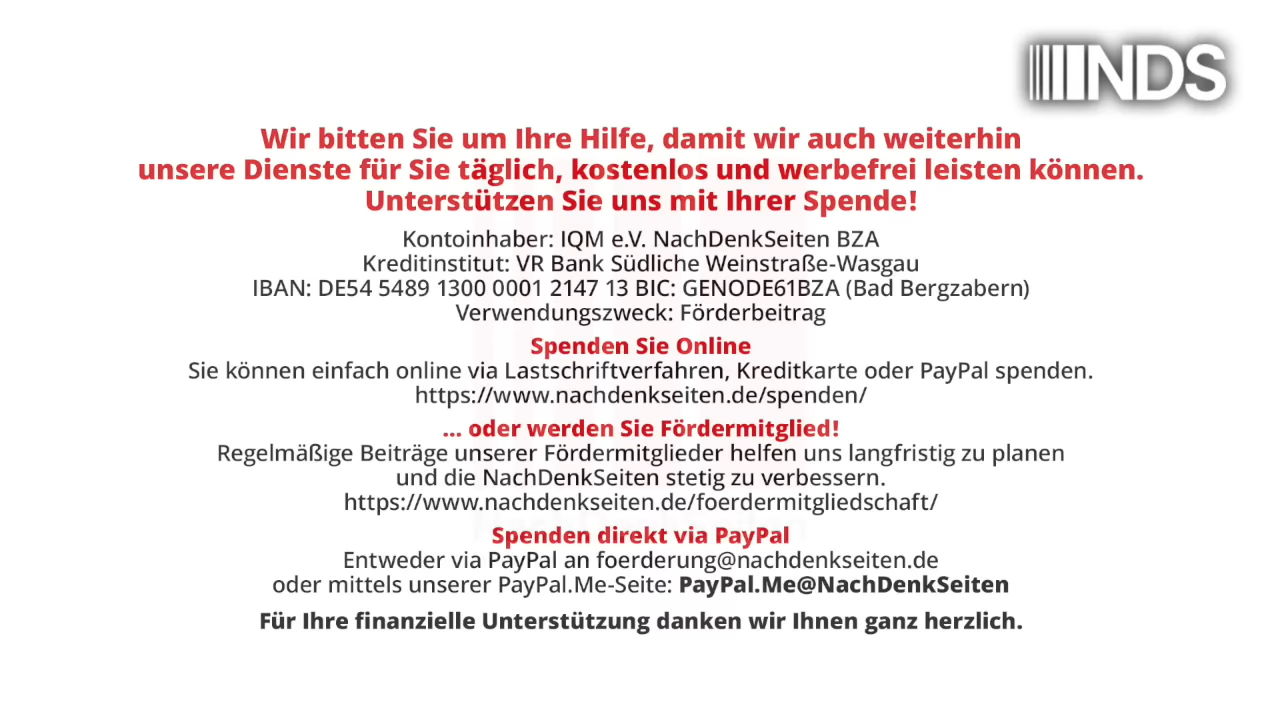 NDS
Wir bitten Sie um Ihre Hilfe, damit wir auch weiterhin
unsere Dienste für Sie täglich, kostenlos und werbefrei leisten können.
Unterstützen Sie uns mit Ihrer Spende!
Kontoinhaber: IQM e.V. NachDenkSeiten BZA
Kreditinstitut: VR Bank Südliche Weinstraße-Wasgau
IBAN: DE54 5489 1300 0001 2147 13 BIC: GENODE61BZA (Bad Bergzabern)
Verwendungszweck: Förderbeitrag
Spenden Sie Online
Sie können einfach online via Lastschriftverfahren, Kreditkarte oder PayPal spenden.
https://www.nachdenkseiten.de/spenden/
... oder werden Sie Fördermitglied!
Regelmäßige Beiträge unserer Fördermitglieder helfen uns langfristig zu planen
und die NachDenkSeiten stetig zu verbessern.
https://www.nachdenkseiten.de/foerdermitgliedschaft/
Spenden direkt via PayPal
Entweder via PayPal an foerderung@nachdenkseiten.de
oder mittels unserer PayPal.Me-Seite: PayPal.Me@NachDenkSeiten
Für Ihre finanzielle Unterstützung danken wir Ihnen ganz herzlich.